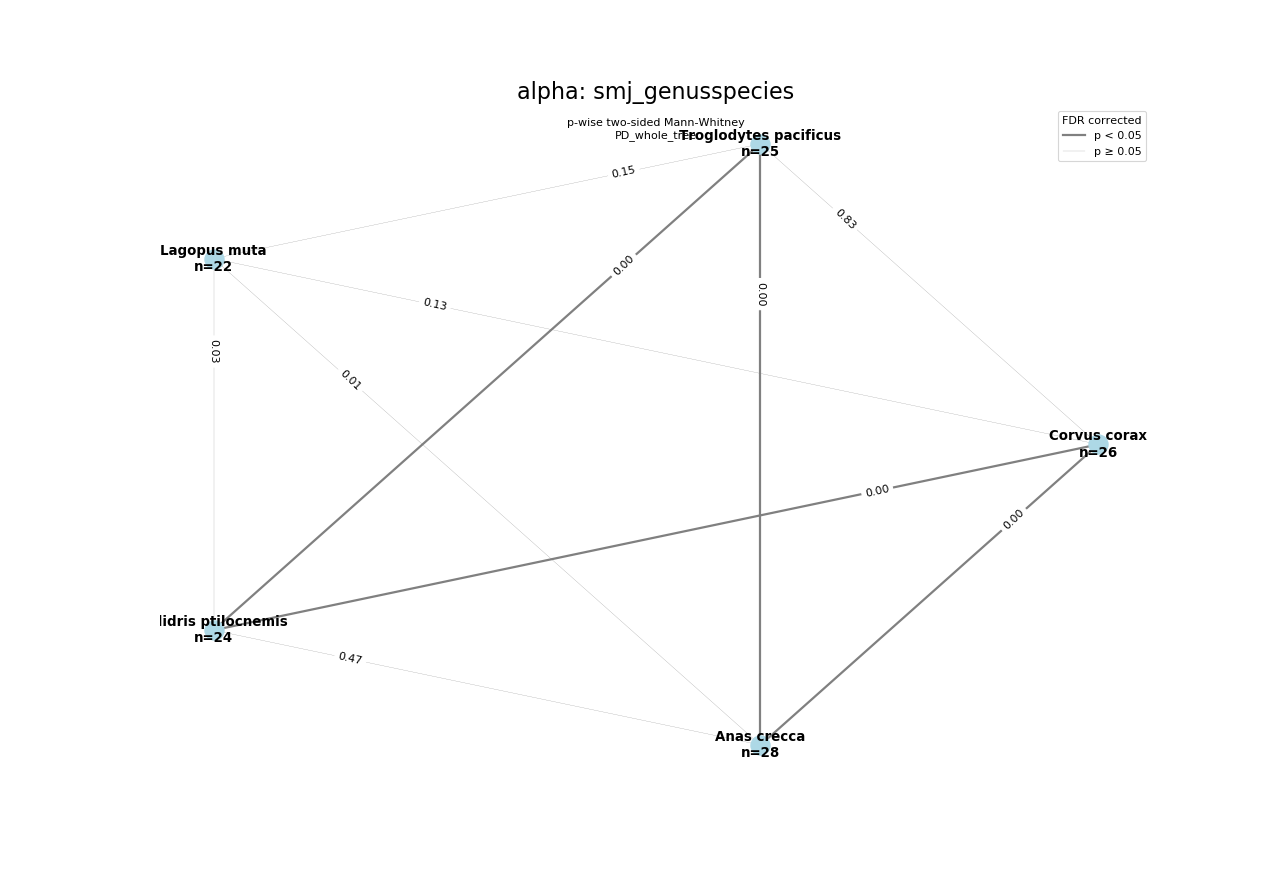 alpha: smj_genusspecies
p-wise two-sided Mann-Whitney
PD_whole_tree
Troglodytes pacificus
n=25
FDR corrected
p < 0.05
p ≥ 0.05
0.15
0.83
Lagopus muta
n=22
0.00
0.00
0.13
0.03
0.01
Corvus corax
n=26
0.00
0.00
lidris ptilocnemis
n=24
0.47
Anas crecca
n=28